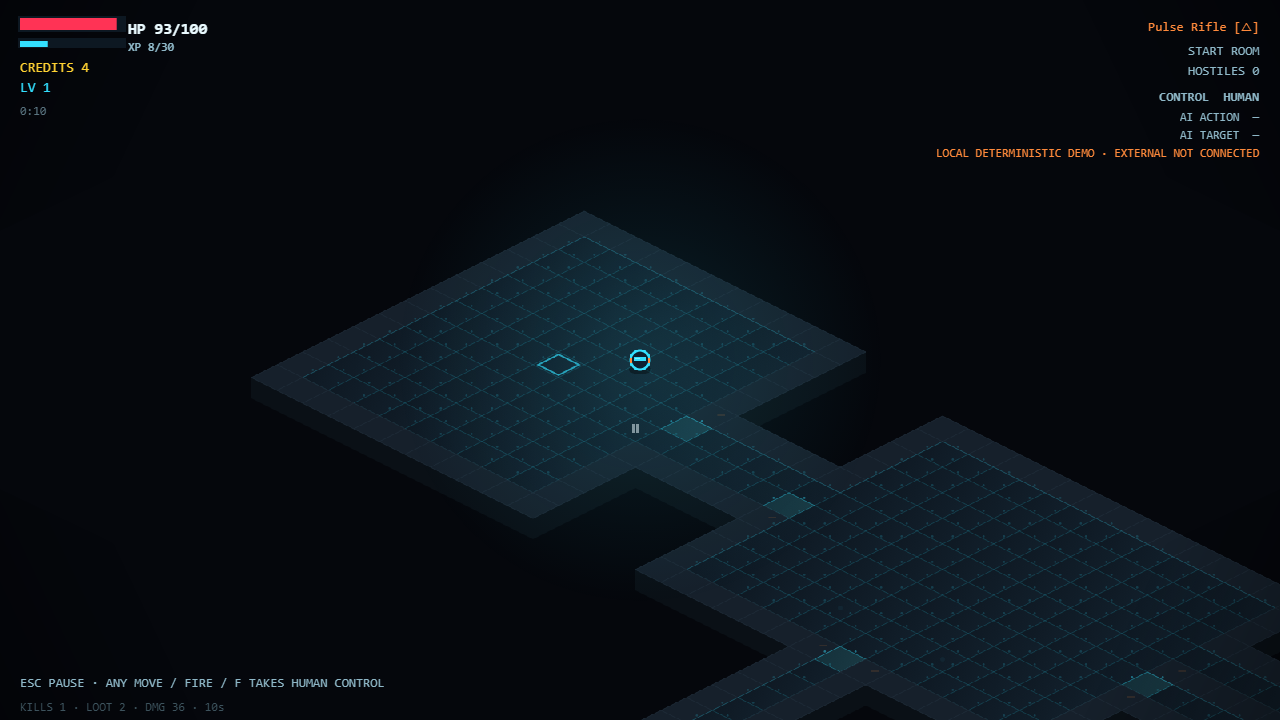 HP 93/100
XP 8/30
CREDITS 4
LV 1
0:10
Pulse Rifle [△]
START ROOM
HOSTILES 0
CONTROL HUMAN
AI ACTION —
AI TARGET —
LOCAL DETERMINISTIC DEMO · EXTERNAL NOT CONNECTED
ESC PAUSE · ANY MOVE / FIRE / F TAKES HUMAN CONTROL
KILLS 1 · LOOT 2 · DMG 36 · 10s